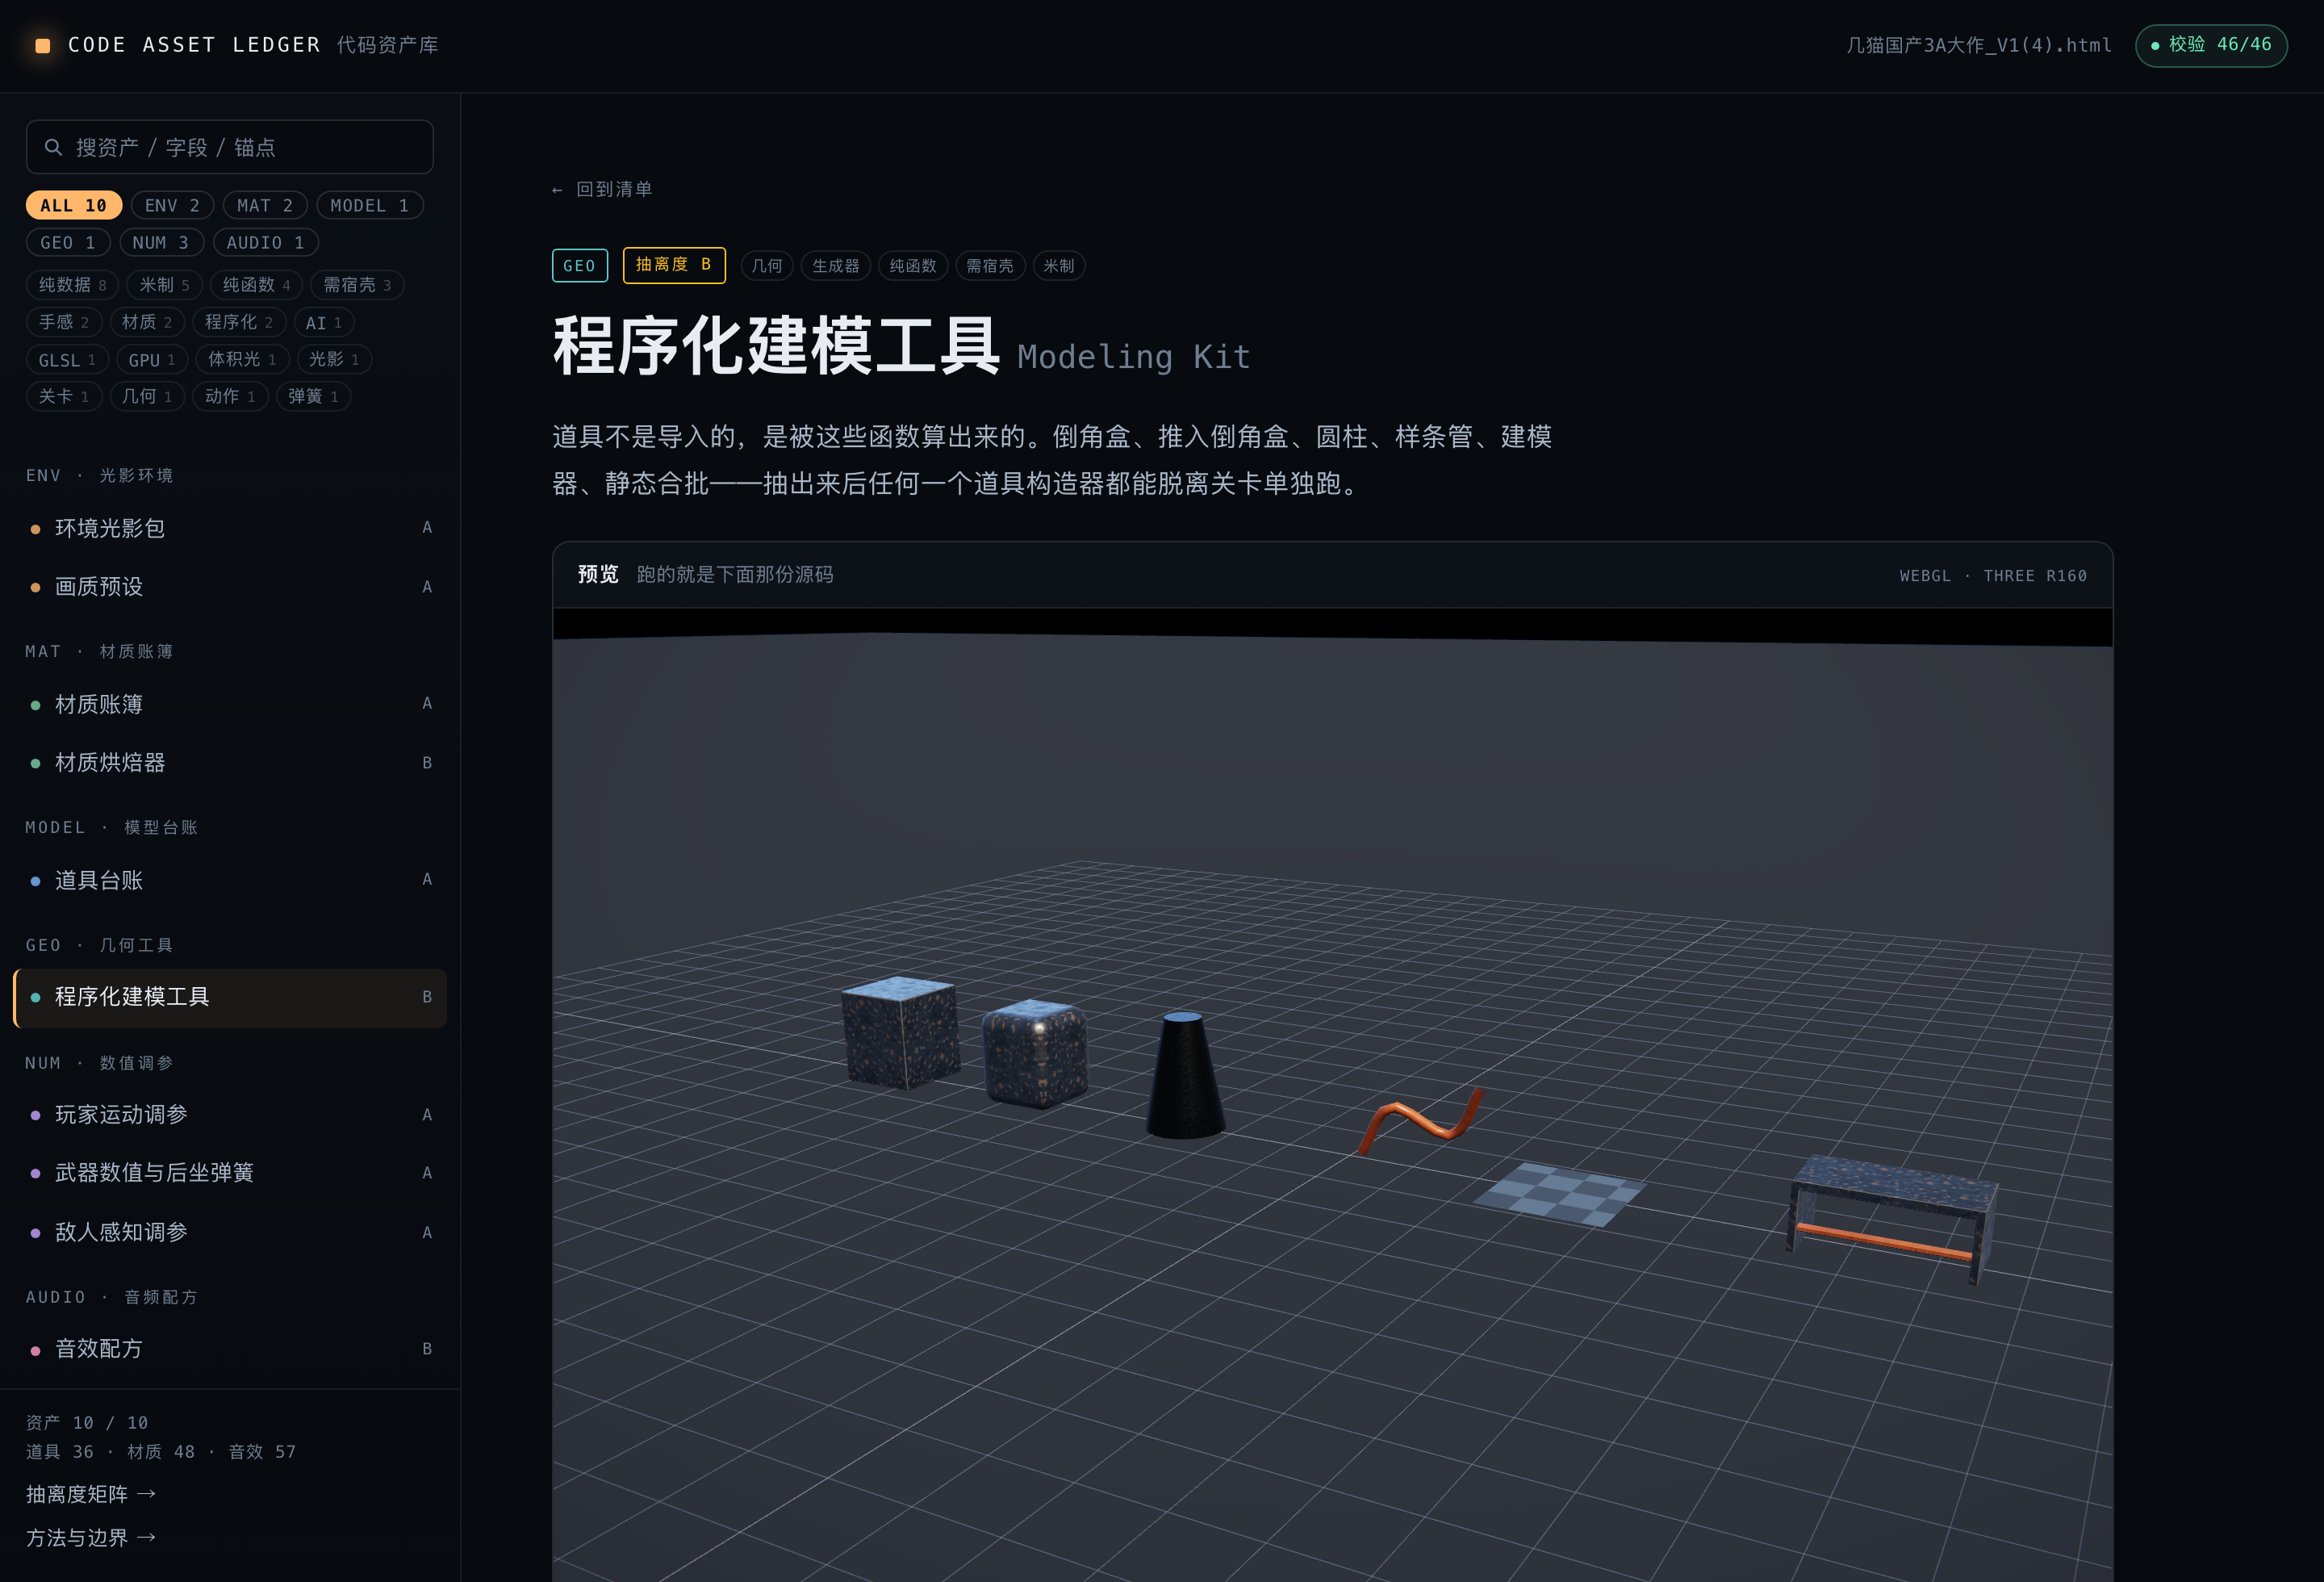 CODE ASSET LEDGER 代码资产库
几猫国产3A大作_V1(4).html
校验 46/46
搜资产 / 字段 / 锚点
ALL 10 ENV 2 MAT 2 MODEL 1
GEO 1 NUM 3 AUDIO 1
纯数据 8 米制 5 纯函数 4 需宿壳 3
手感 2 材质 2 程序化 2 AI 1
GLSL 1 GPU 1 体积光 1 光影 1
关卡 1 几何 1 动作 1 弹簧 1
ENV · 光影环境
环境光影包 A
画质预设 A
MAT · 材质账簿
材质账簿 A
材质烘焙器 B
MODEL · 模型台账
道具台账 A
GEO · 几何工具
程序化建模工具 B
NUM · 数值调参
玩家运动调参 A
武器数值与后坐弹簧 A
敌人感知调参 A
AUDIO · 音频配方
音效配方 B
资产 10 / 10
道具 36 · 材质 48 · 音效 57
抽离度矩阵 →
方法与边界 →
← 回到清单
GEO 抽离度 B 几何 生成器 纯函数 需宿壳 米制
程序化建模工具 Modeling Kit
道具不是导入的，是被这些函数算出来的。倒角盒、推入倒角盒、圆柱、样条管、建模
器、静态合批——抽出来后任何一个道具构造器都能脱离关卡单独跑。
预览 跑的就是下面那份源码
WEBGL · THREE R160